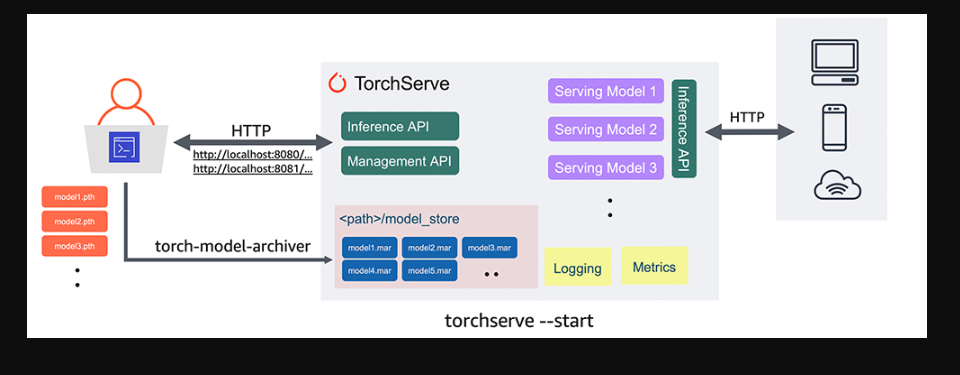 TorchServe
HTTP
http://localhost:8080/...
http://localhost:8081/...
Inference API
Management API
Serving Model 1
Serving Model 2
Serving Model 3
Inference API
HTTP
model1.pth
model2.pth
model3.pth
torch-model-archiver
<path>/model_store
model1.mar
model2.mar
model3.mar
model4.mar
model5.mar
Logging
Metrics
torchserve --start